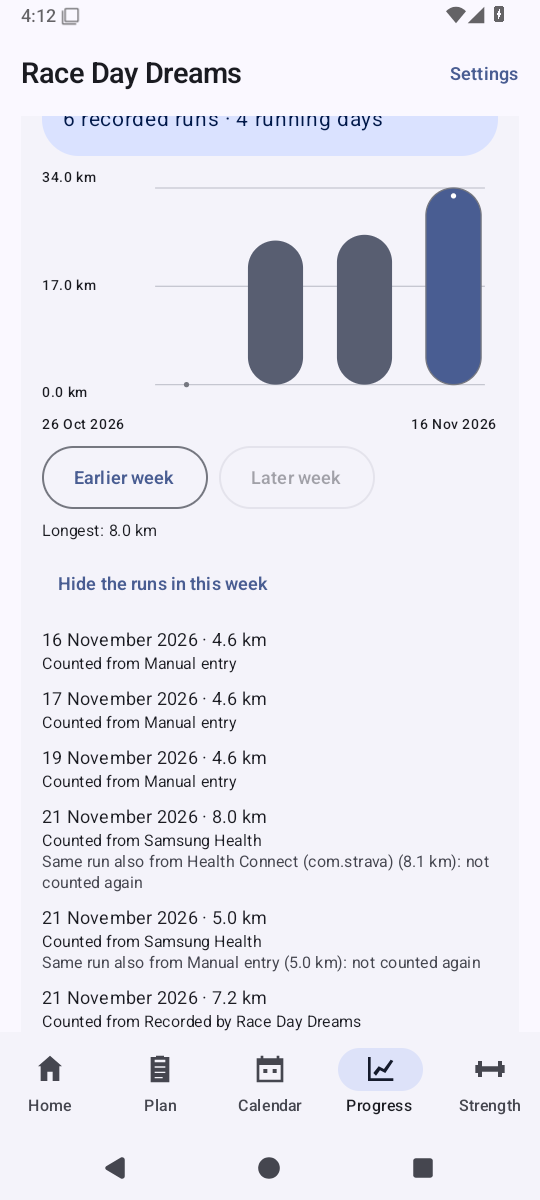 4:12
Race Day Dreams
Settings
6 recorded runs · 4 running days
34.0 km
17.0 km
0.0 km
26 Oct 2026
16 Nov 2026
Earlier week
Later week
Longest: 8.0 km
Hide the runs in this week
16 November 2026 · 4.6 km
Counted from Manual entry
17 November 2026 · 4.6 km
Counted from Manual entry
19 November 2026 · 4.6 km
Counted from Manual entry
21 November 2026 · 8.0 km
Counted from Samsung Health
Same run also from Health Connect (com.strava) (8.1 km): not
counted again
21 November 2026 · 5.0 km
Counted from Samsung Health
Same run also from Manual entry (5.0 km): not counted again
21 November 2026 · 7.2 km
Counted from Recorded by Race Day Dreams
Home
Plan
Calendar
Progress
Strength